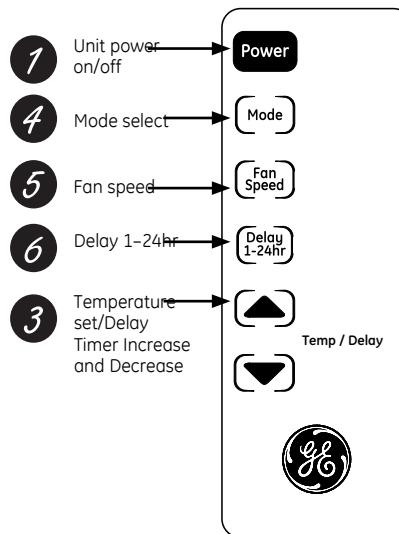 1
Unit power
on/off
Power
4
Mode select
Mode
5
Fan speed
Fan
Speed
6
Delay 1–24hr
Delay
1-24hr
3
Temperature
set/Delay
Timer Increase
and Decrease
Temp / Delay
GE